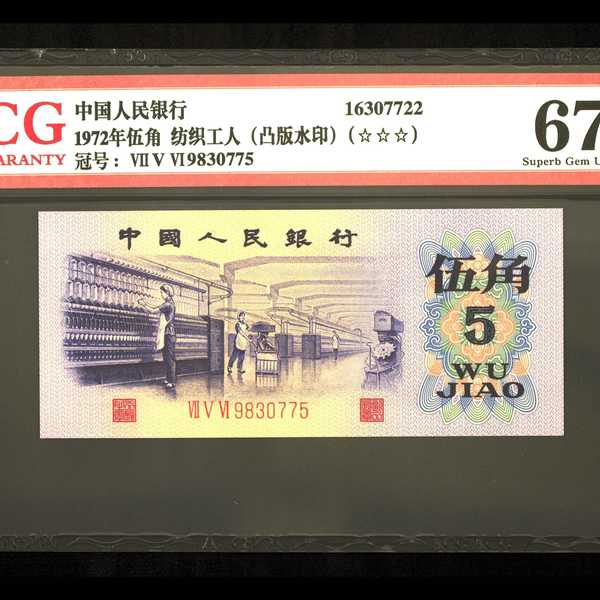 CG
ARANTY
中国人民银行
16307722
1972年伍角 纺织工人（凸版水印）(☆☆☆)
冠号：Ⅶ Ⅴ Ⅵ 9830775
67
Superb Gem U
中國人民銀行
伍角
5
WU
JIAO
Ⅶ Ⅴ Ⅵ 9830775